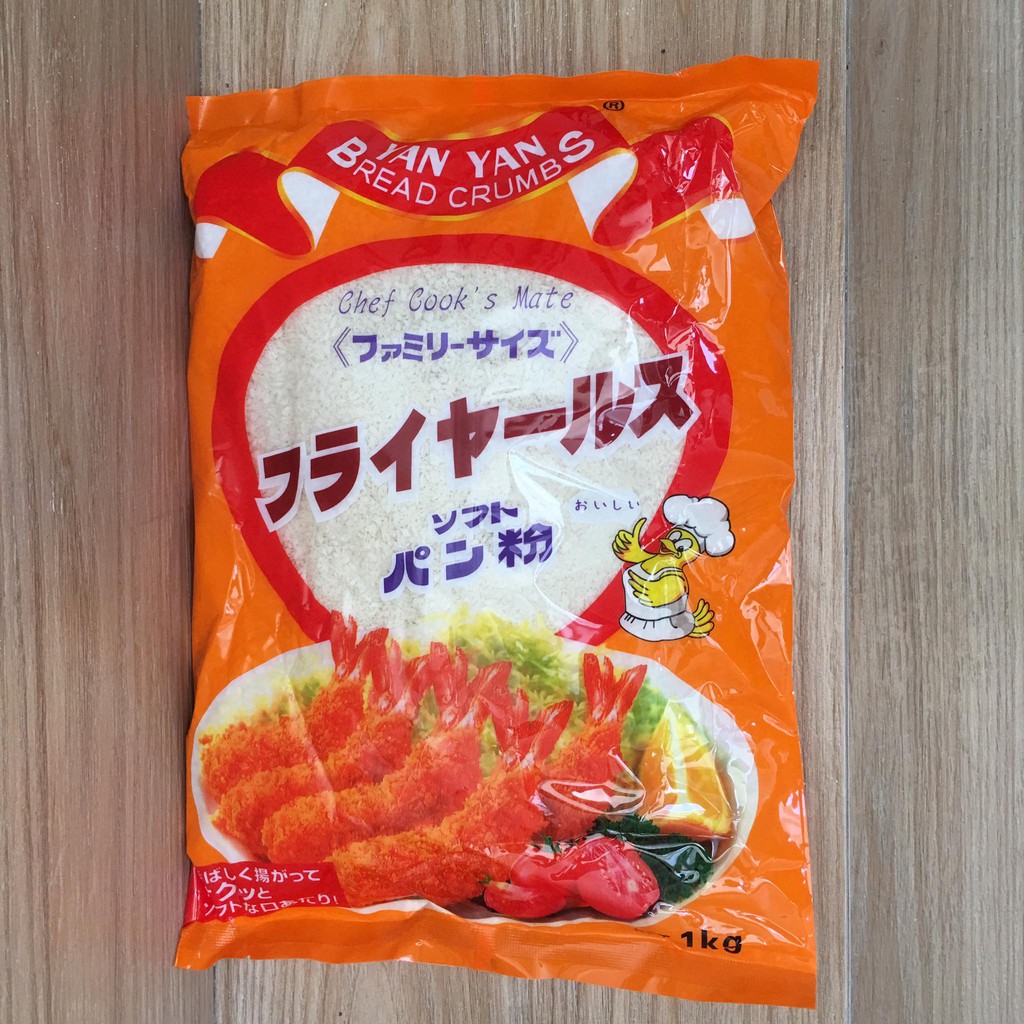 ®
YAN YAN
BREAD CRUMBS
Chef Cook's Mate
《ファミリーサイズ》
フライヤールス
おいしい
ソフト
パン粉
ばしく揚がって
クッと
ソフトな口あたり!
1kg